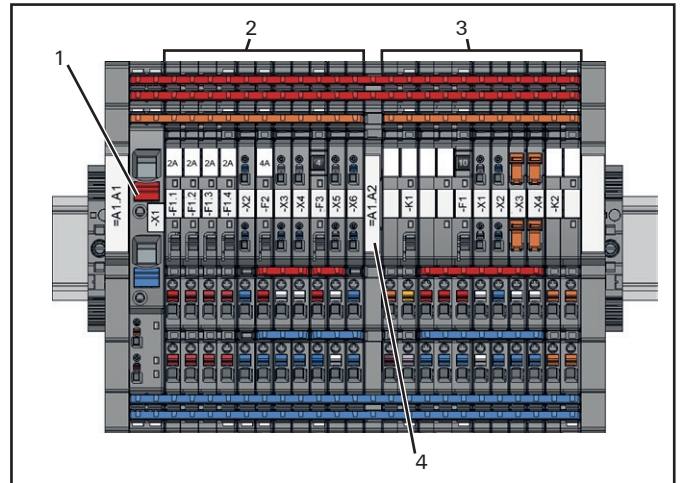 1
2
3
2A
2A
2A
2A
4A
4
10
=A1.A1
-X1
-F1.1
-F1.2
-F1.3
-F1.4
-X2
-F2
-X3
-X4
-F3
-X5
-X6
=A1.A2
-K1
-F1
-X1
-X2
-X3
-X4
-K2
4